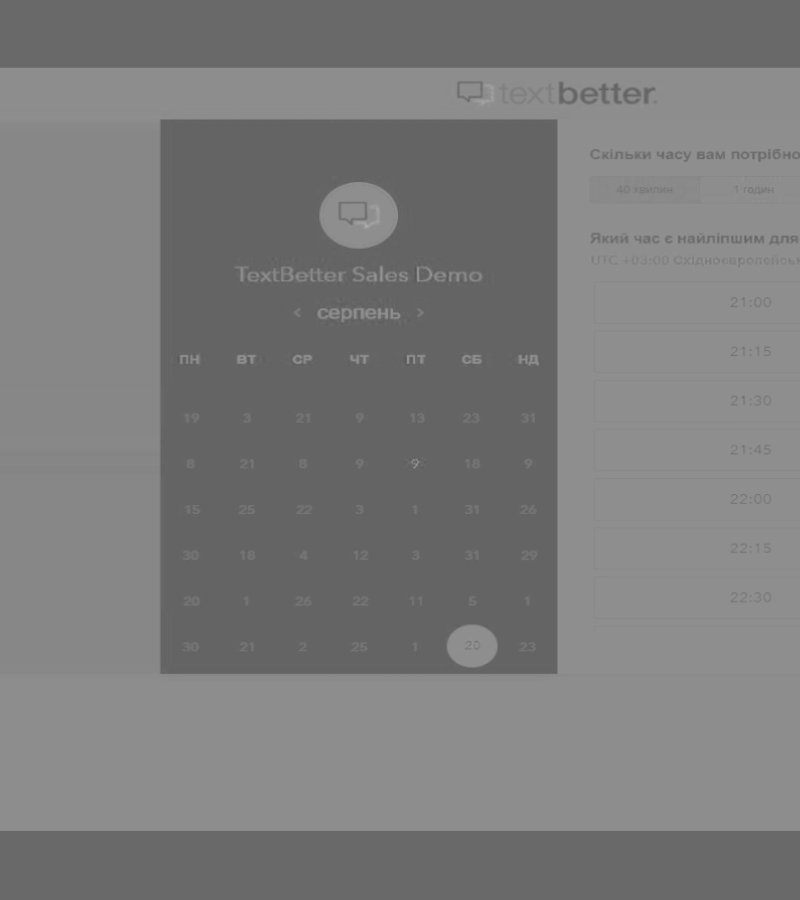 textbetter.
TextBetter Sales Demo
‹ серпень ›
ПН ВТ СР ЧТ ПТ СБ НД
19 3 21 9 13 23 31
8 21 8 9 9 18 9
15 25 22 3 1 31 26
30 18 4 12 3 31 29
20 1 26 22 11 5 1
30 21 2 25 1 20 23
Скільки часу вам потрібно
40 хвилин 1 годин
Який час є найліпшим для
UTC +03:00 Східноєвропейськ
21:00
21:15
21:30
21:45
22:00
22:15
22:30